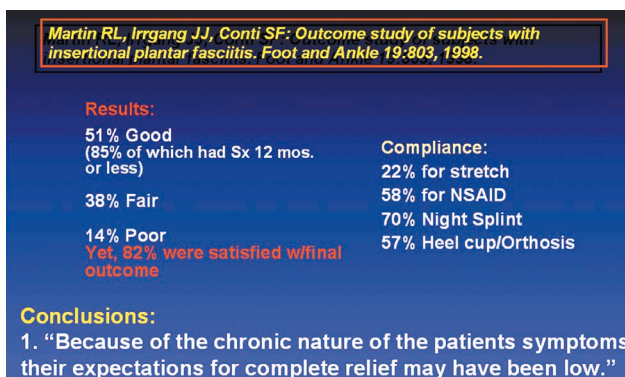 Martin RL, Irrgang JJ, Conti SF: Outcome study of subjects with
insertional plantar fasciitis. Foot and Ankle 19:803, 1998.
Results:
51% Good
(85% of which had Sx 12 mos.
or less)
38% Fair
14% Poor
Yet, 82% were satisfied w/final
outcome
Compliance:
22% for stretch
58% for NSAID
70% Night Splint
57% Heel cup/Orthosis
Conclusions:
1. “Because of the chronic nature of the patients symptoms
their expectations for complete relief may have been low.”